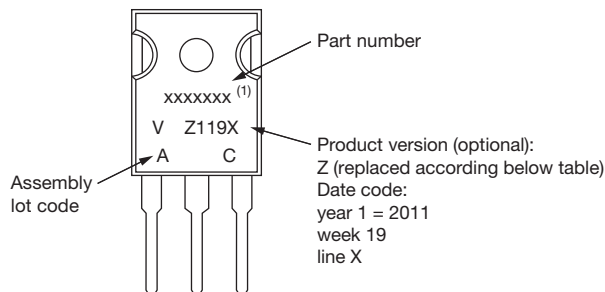 Part number
xxxxxxx (1)
V Z119X
A C
Assembly
lot code
Product version (optional):
Z (replaced according below table)
Date code:
year 1 = 2011
week 19
line X